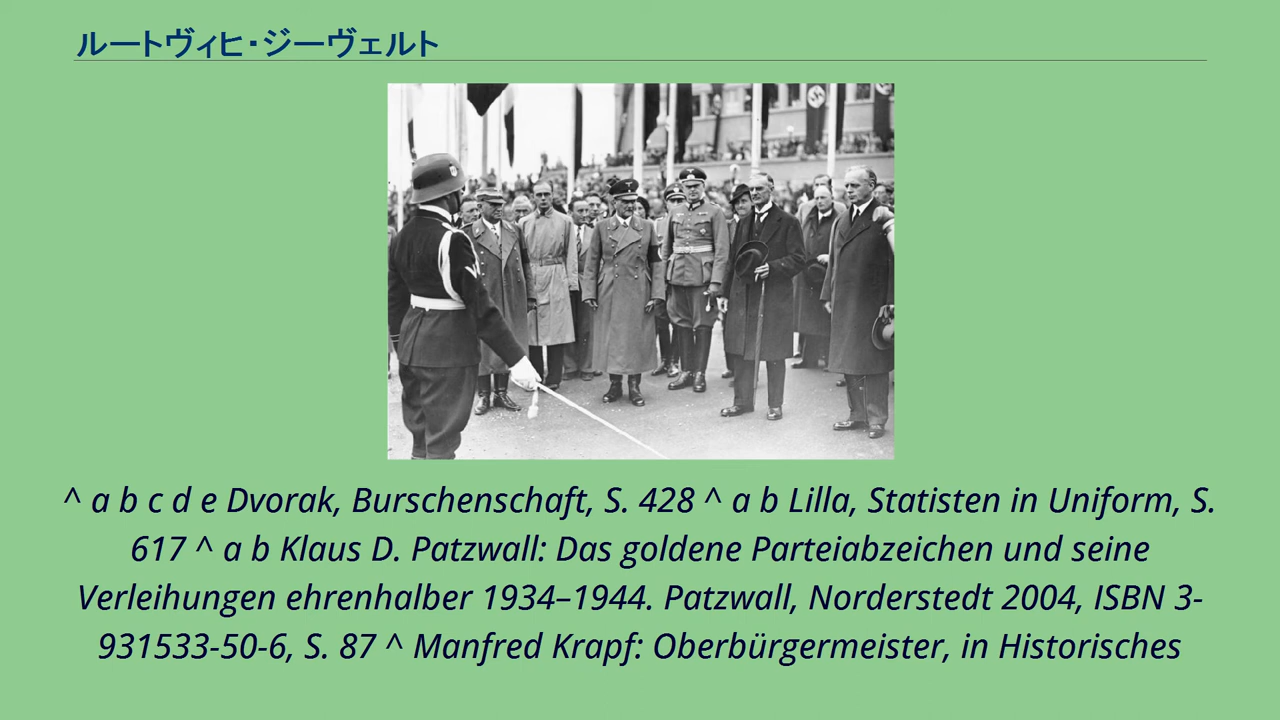 ルートヴィヒ・ジーヴェルト
^ a b c d e Dvorak, Burschenschaft, S. 428 ^ a b Lilla, Statisten in Uniform, S.
617 ^ a b Klaus D. Patzwall: Das goldene Parteiabzeichen und seine
Verleihungen ehrenhalber 1934–1944. Patzwall, Norderstedt 2004, ISBN 3-
931533-50-6, S. 87 ^ Manfred Krapf: Oberbürgermeister, in Historisches